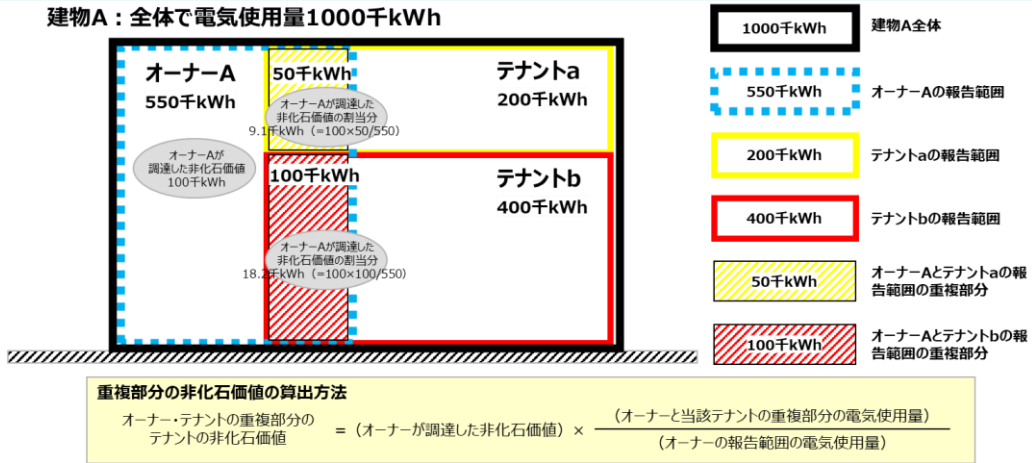 建物A:全体で電気使用量1000千kWh
オーナーA
550千kWh
オーナーAが
調達した非化石価値
100千kWh
50千kWh
オーナーAが調達した
非化石価値の割当分
9.1千kWh(=100×50/550)
テナントa
200千kWh
100千kWh
オーナーAが調達した
非化石価値の割当分
18.2千kWh(=100×100/550)
テナントb
400千kWh
1000千kWh
建物A全体
550千kWh
オーナーAの報告範囲
200千kWh
テナントaの報告範囲
400千kWh
テナントbの報告範囲
50千kWh
オーナーAとテナントaの報
告範囲の重複部分
100千kWh
オーナーAとテナントbの報
告範囲の重複部分
重複部分の非化石価値の算出方法
オーナー・テナントの重複部分の
テナントの非化石価値
=(オーナーが調達した非化石価値)×
(オーナーと当該テナントの重複部分の電気使用量)
(オーナーの報告範囲の電気使用量)